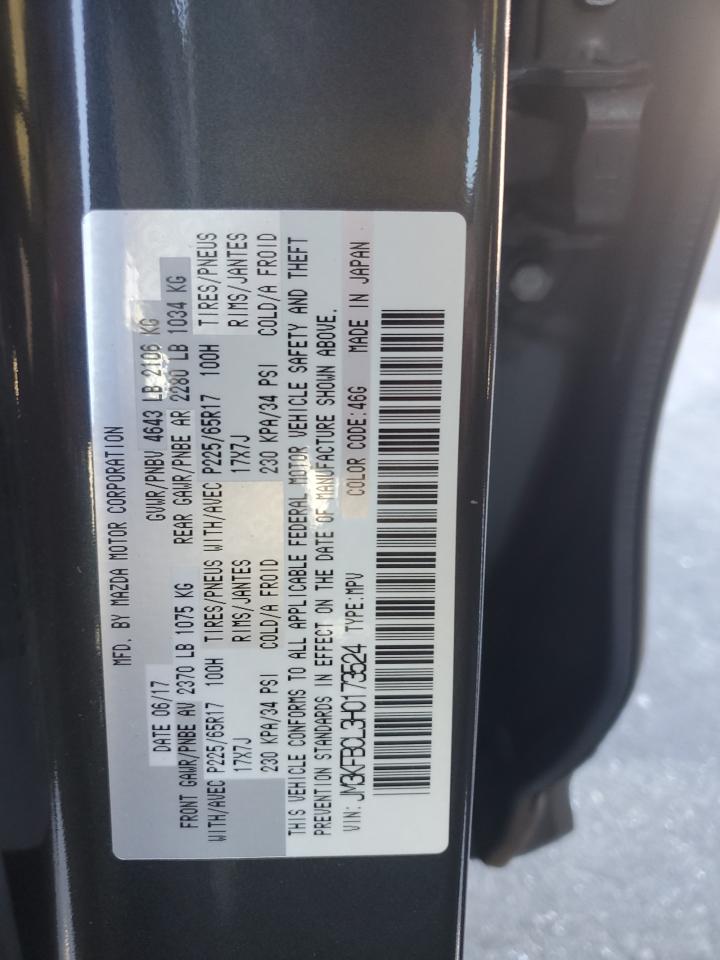 MFD. BY MAZDA MOTOR CORPORATION
DATE 06/17 GVWR/PNBV 4643 LB 2106 KG
FRONT GAWR/PNBE AV 2370 LB 1075 KG REAR GAWR/PNBE AR 2280 LB 1034 KG
WITH/AVEC P225/65R17 100H TIRES/PNEUS WITH/AVEC P225/65R17 100H TIRES/PNEUS
17X7J RIMS/JANTES 17X7J RIMS/JANTES
230 KPA/34 PSI COLD/A FROID 230 KPA/34 PSI COLD/A FROID
THIS VEHICLE CONFORMS TO ALL APPLICABLE FEDERAL MOTOR VEHICLE SAFETY AND THEFT
PREVENTION STANDARDS IN EFFECT ON THE DATE OF MANUFACTURE SHOWN ABOVE.
VIN: JM3KFBCL3H0173524 TYPE:MPV COLOR CODE:46G MADE IN JAPAN